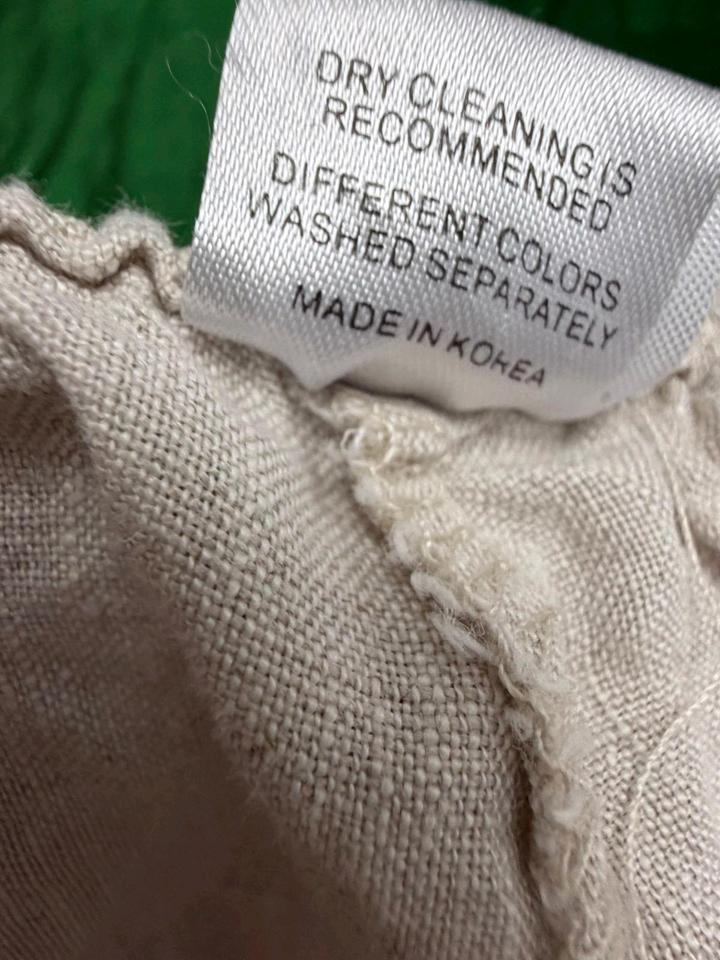 DRY CLEANING IS
RECOMMENDED
DIFFERENT COLORS
WASHED SEPARATELY
MADE IN KOREA